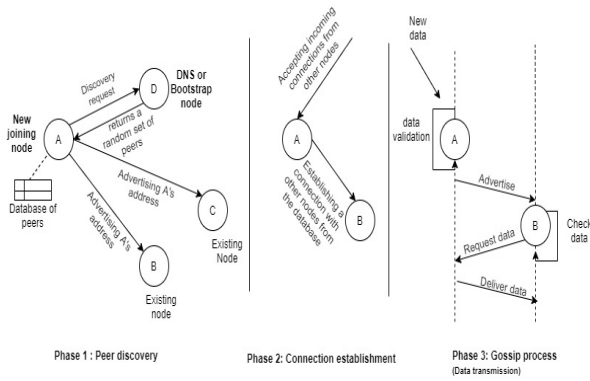 New
joining
node
A
Database of
peers
Discovery
request
returns a
random set of
peers
D
DNS or
Bootstrap
node
Advertising A's
address
C
Existing
Node
Advertising A's
address
B
Existing
node
Phase 1 : Peer discovery
Accepting incoming
connections from
other nodes
A
Establishing a
connection with
other nodes from
the database
B
Phase 2: Connection establishment
New
data
data
validation
A
Advertise
B
Check
data
Request data
Deliver data
Phase 3: Gossip process
(Data transmission)